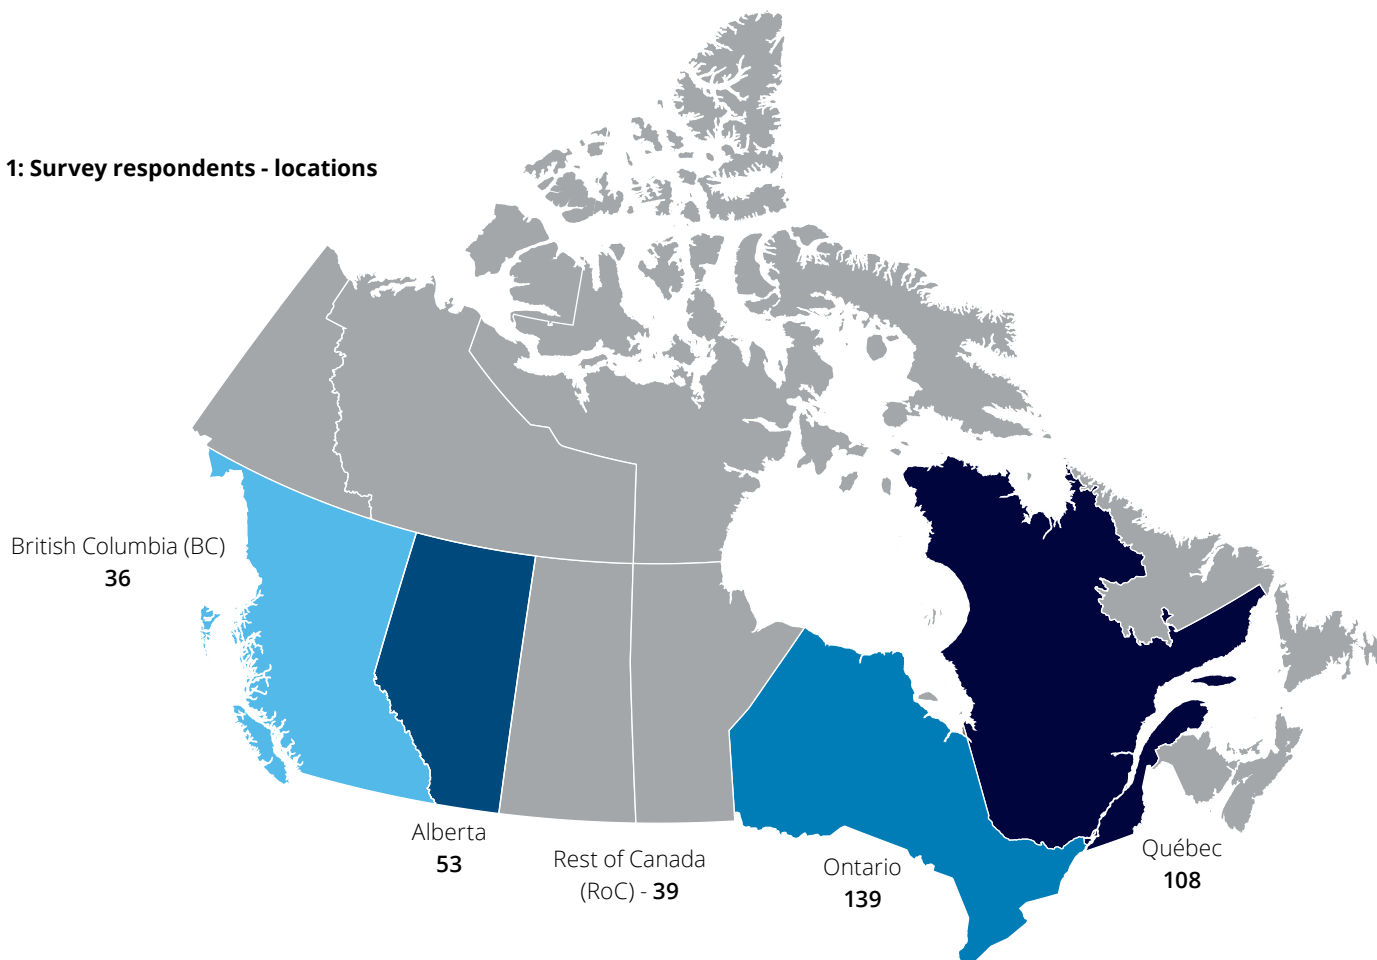 1: Survey respondents - locations
British Columbia (BC)
36
Alberta
53
Rest of Canada
(RoC) - 39
Ontario
139
Québec
108